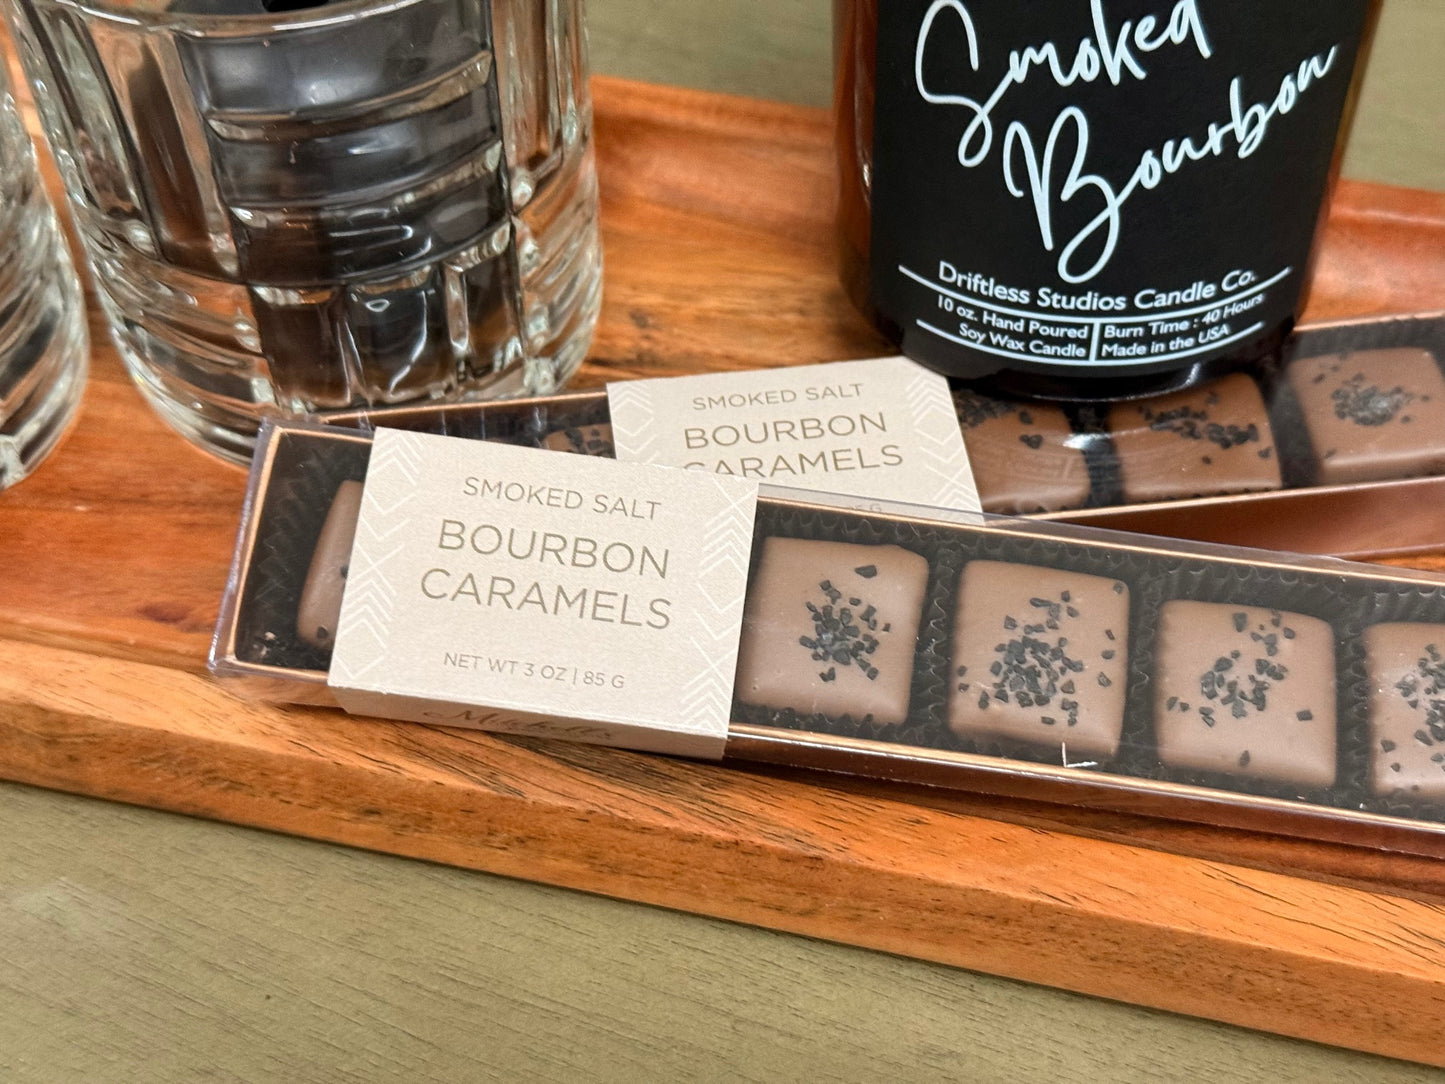 Smoked
Bourbon
Driftless Studios Candle Co.
10 oz. Hand Poured
Soy Wax Candle
Burn Time : 40 Hours
Made in the USA
SMOKED SALT
BOURBON
CARAMELS
SMOKED SALT
BOURBON
CARAMELS
NET WT 3 OZ | 85 G